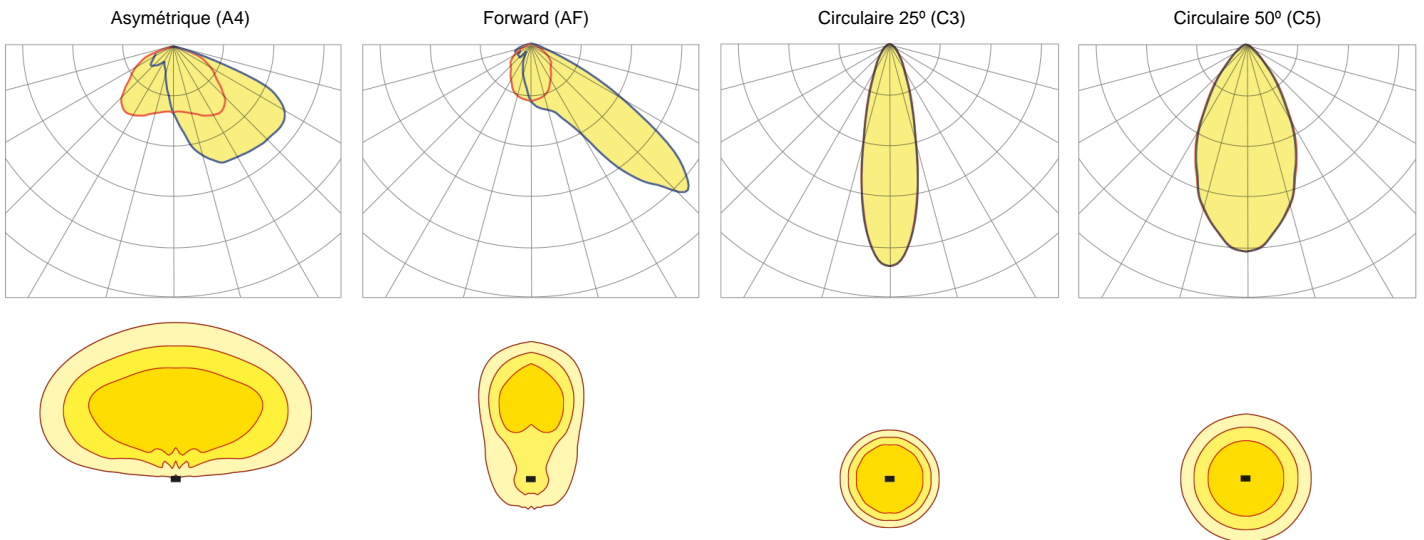 Asymétrique (A4)
Forward (AF)
Circulaire 25º (C3)
Circulaire 50º (C5)